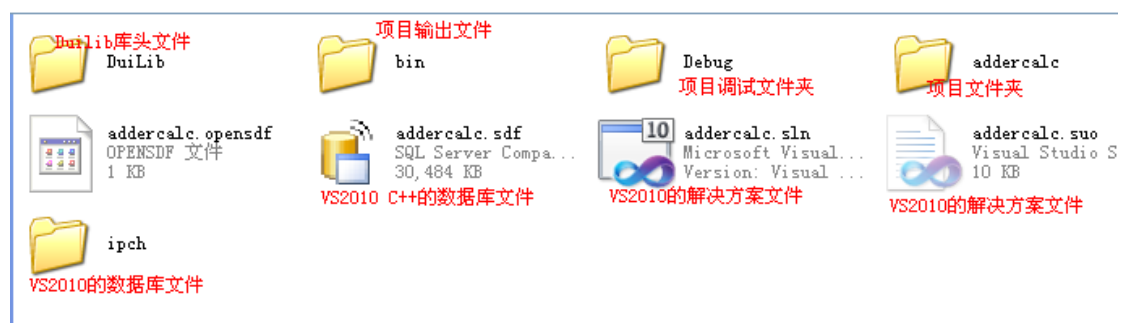 Duilib库头文件
DuiLib
项目输出文件
bin
Debug
项目调试文件夹
addercalc
项目文件夹
addercalc.opensdf
OPENSDF 文件
1 KB
addercalc.sdf
SQL Server Compa...
30,484 KB
VS2010 C++的数据库文件
addercalc.sln
Microsoft Visual...
Version: Visual ...
VS2010的解决方案文件
10
addercalc.suo
Visual Studio S
10 KB
VS2010的解决方案文件
ipch
VS2010的数据库文件